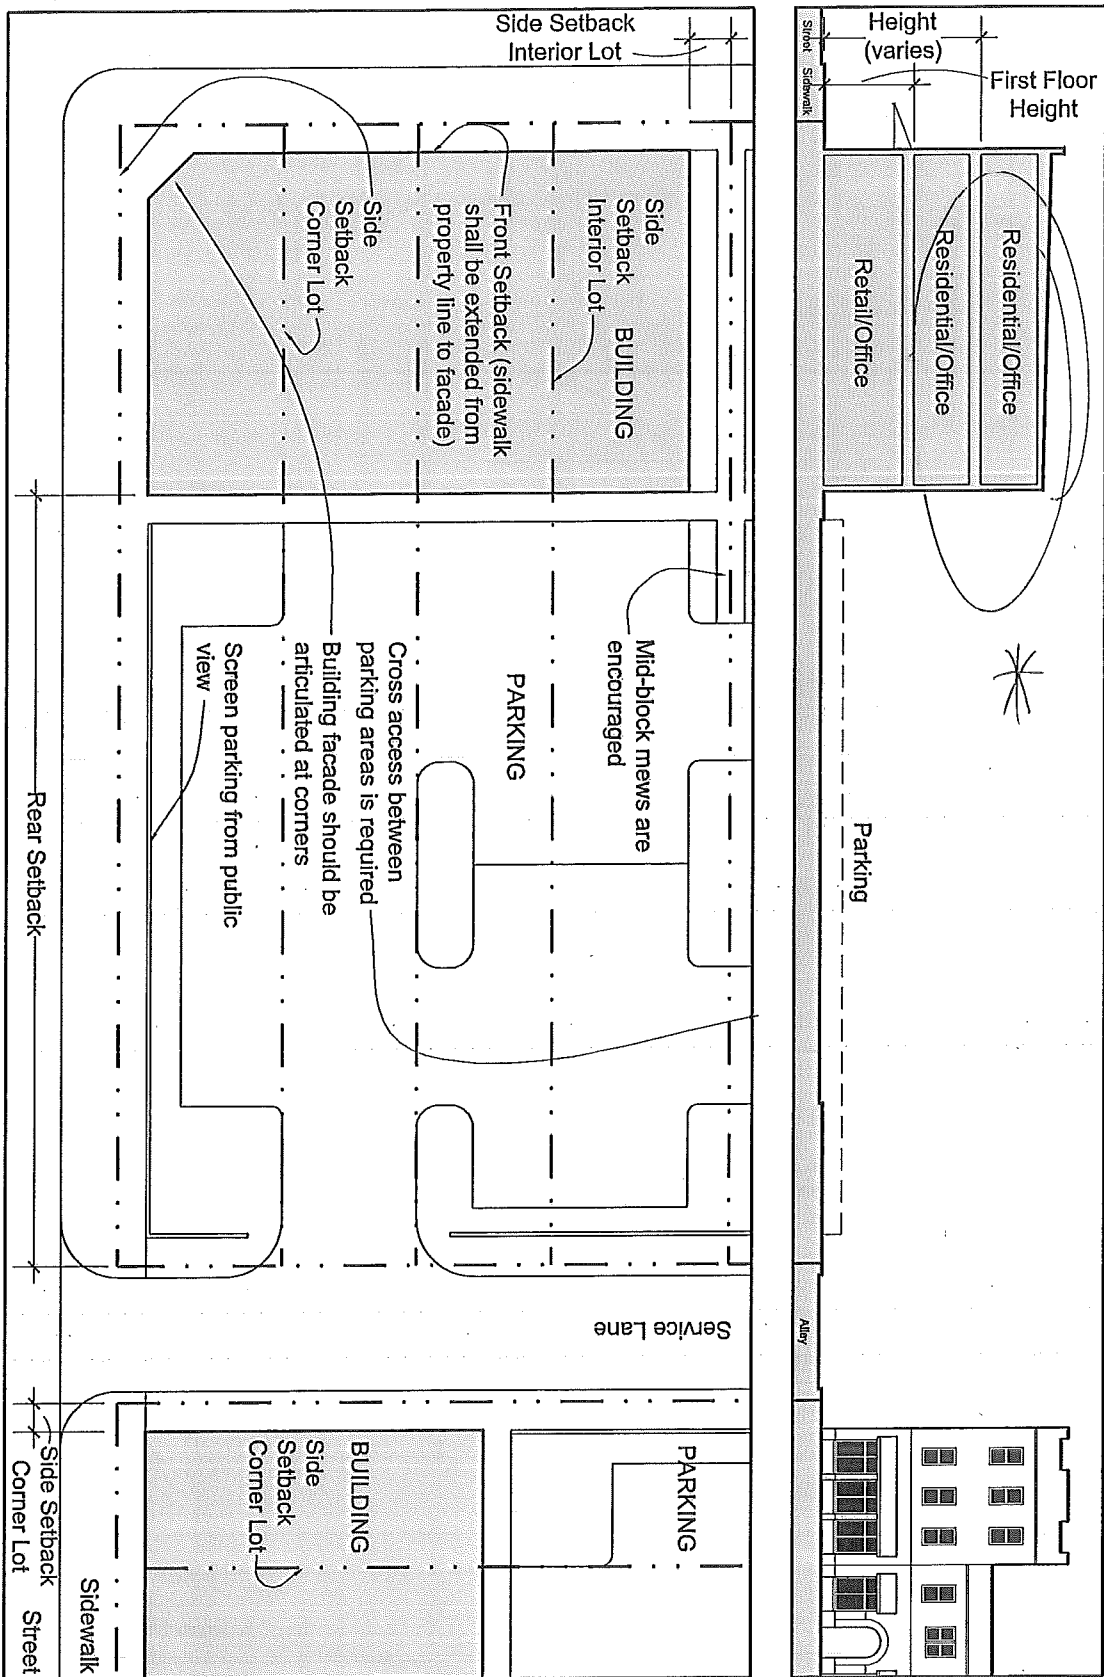 Side Setback
Interior Lot
Height
(varies)
First Floor
Height
Street
Sidewalk
Residential/Office
Residential/Office
Retail/Office
Parking
Alley
Side
Setback
Interior Lot
BUILDING
Front Setback (sidewalk
shall be extended from
property line to facade)
Side
Setback
Corner Lot
Mid-block mews are
encouraged
PARKING
Cross access between
parking areas is required
Building facade should be
articulated at corners
Screen parking from public
view
Rear Setback
Service Lane
PARKING
BUILDING
Side
Setback
Corner Lot
Side Setback
Corner Lot
Street
Sidewalk